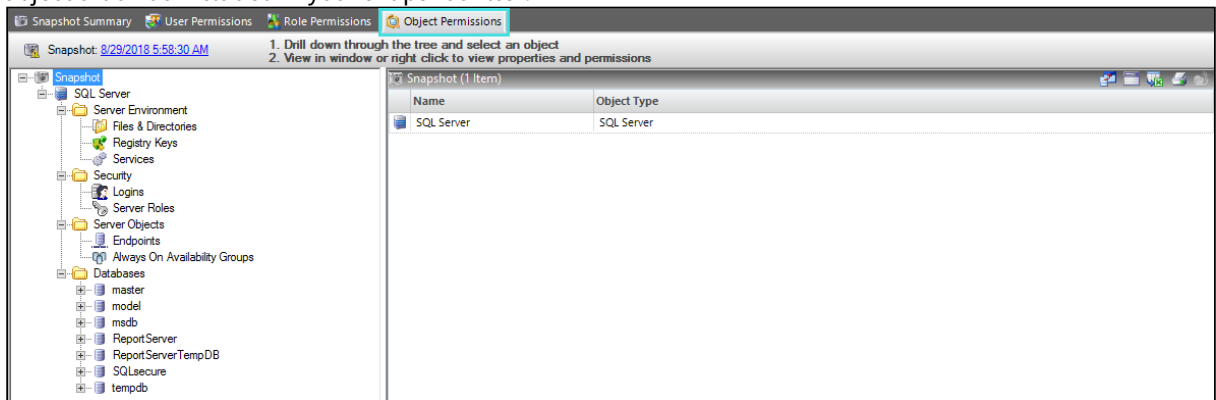 Snapshot Summary User Permissions Role Permissions Object Permissions
Snapshot: 8/29/2018 5:58:30 AM
1. Drill down through the tree and select an object
2. View in window or right click to view properties and permissions
Snapshot
SQL Server
Server Environment
Files & Directories
Registry Keys
Services
Security
Logins
Server Roles
Server Objects
Endpoints
Always On Availability Groups
Databases
master
model
msdb
ReportServer
ReportServerTempDB
SQLsecure
tempdb
Snapshot (1 Item)
Name Object Type
SQL Server SQL Server